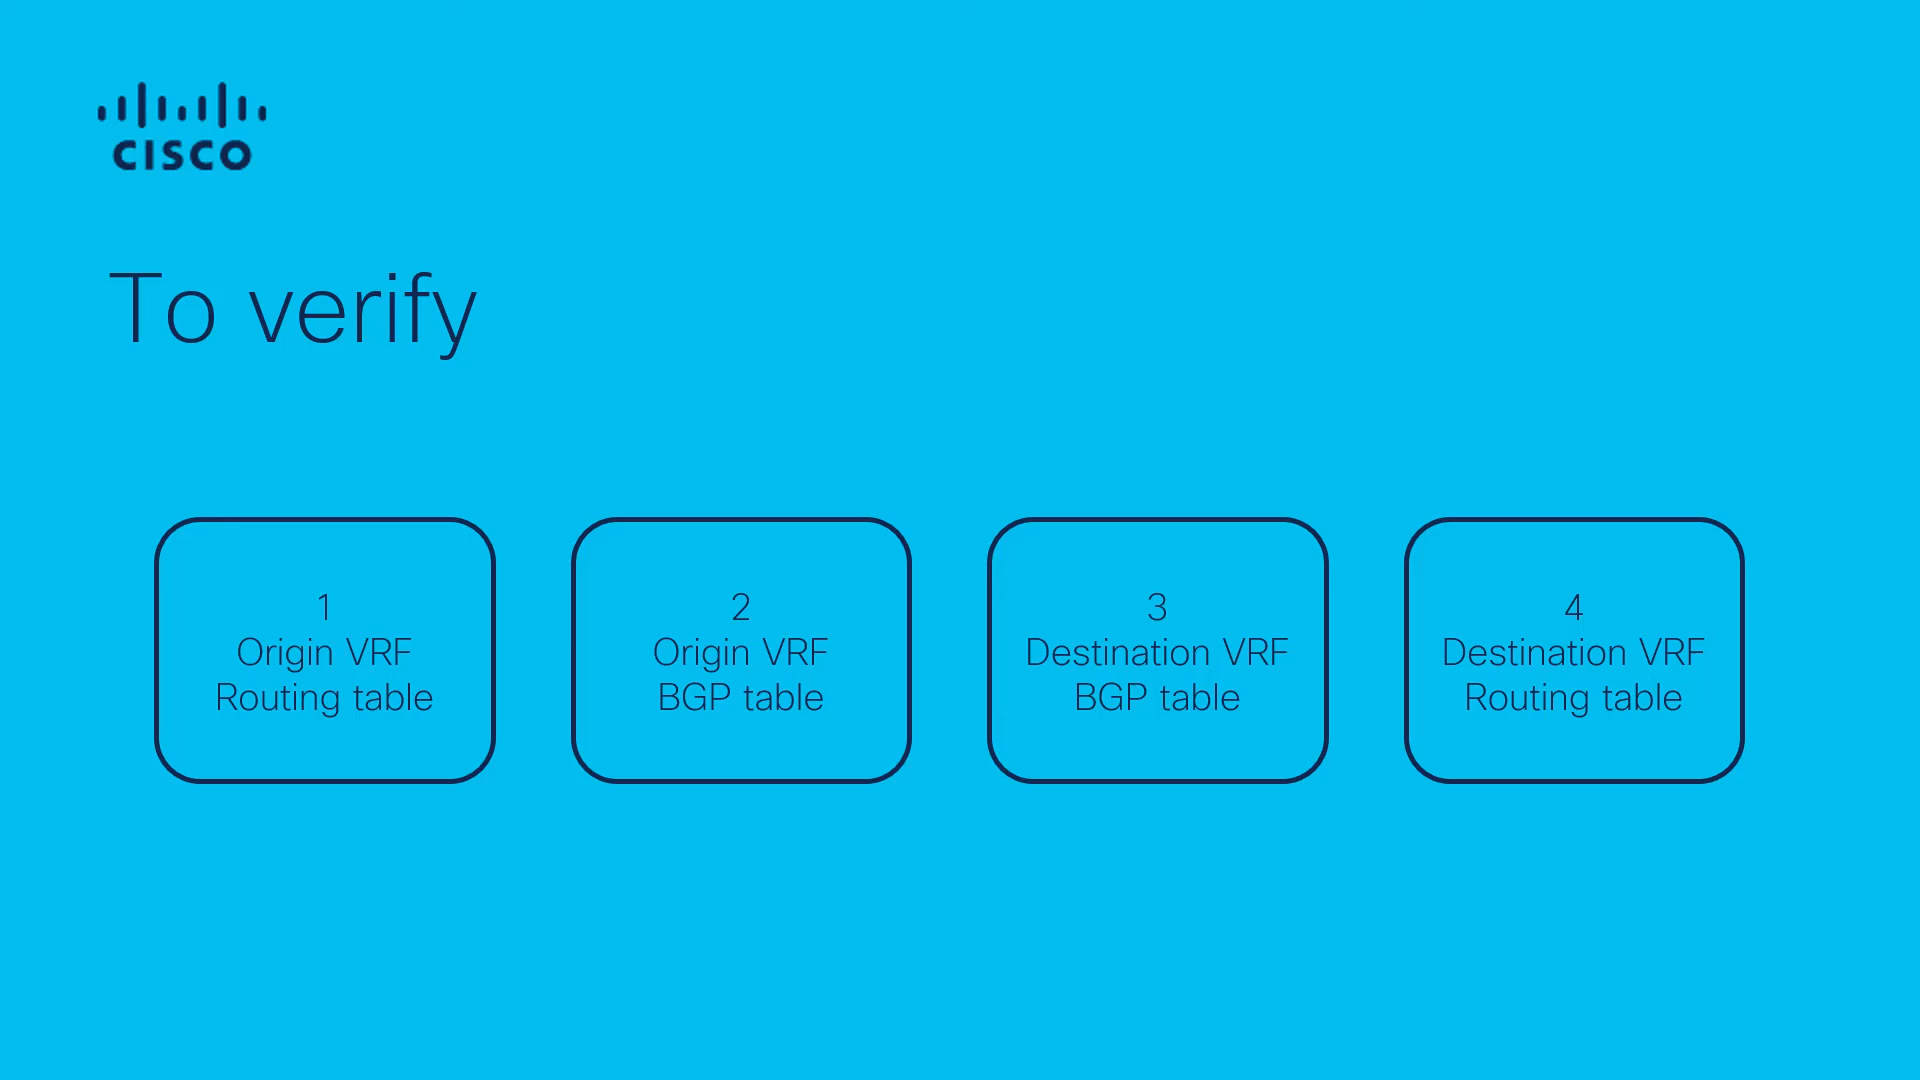 CISCO
To verify
1
Origin VRF
Routing table
2
Origin VRF
BGP table
3
Destination VRF
BGP table
4
Destination VRF
Routing table